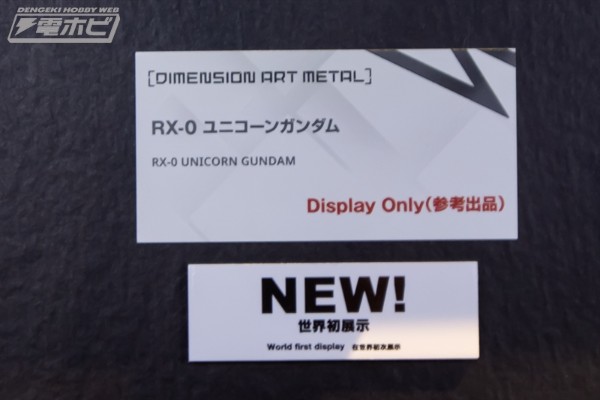 DENGEKI HOBBY WEB
電ホビ
[DIMENSION ART METAL]
RX-0 ユニコーンガンダム
RX-0 UNICORN GUNDAM
Display Only(参考出品)
NEW!
世界初展示
World first display 在世界初次展示